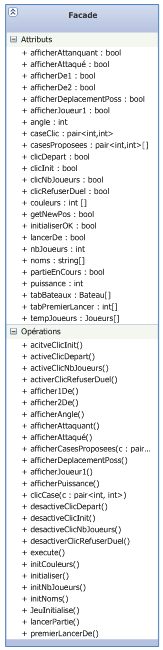 Facade
Attributs
+ afficherAttanquant : bool
+ afficherAttaqué : bool
+ afficherDe1 : bool
+ afficherDe2 : bool
+ afficherDeplacementPoss : bool
+ afficherJoueur1 : bool
+ angle : int
+ caseClic : pair<int,int>
+ casesProposees : pair<int,int>[]
+ clicDepart : bool
+ clicInit : bool
+ clicNbJoueurs : bool
+ clicRefuserDuel : bool
+ couleurs : int []
+ getNewPos : bool
+ initialiserOK : bool
+ lancerDe : bool
+ nbJoueurs : int
+ noms : string[]
+ partieEnCours : bool
+ puissance : int
+ tabBateaux : Bateau[]
+ tabPremierLancer : int[]
+ tempJoueurs : Joueurs[]
Opérations
+ acitveClicInit()
+ activeClicDepart()
+ activeClicNbJoueurs()
+ activerClicRefuserDuel()
+ afficher1De()
+ afficher2De()
+ afficherAngle()
+ afficherAttaquant()
+ afficherAttaqué()
+ afficherCasesProposees(c : pair...
+ afficherDeplacementPoss()
+ afficherJoueur1()
+ afficherPuissance()
+ clicCase(c : pair<int, int>)
+ desactiveClicDepart()
+ desactiveClicInit()
+ desactiveClicNbJoueurs()
+ desactiverClicRefuserDuel()
+ execute()
+ initCouleurs()
+ initialiser()
+ initNbJoueurs()
+ initNoms()
+ JeuInitialise()
+ lancerPartie()
+ premierLancerDe()